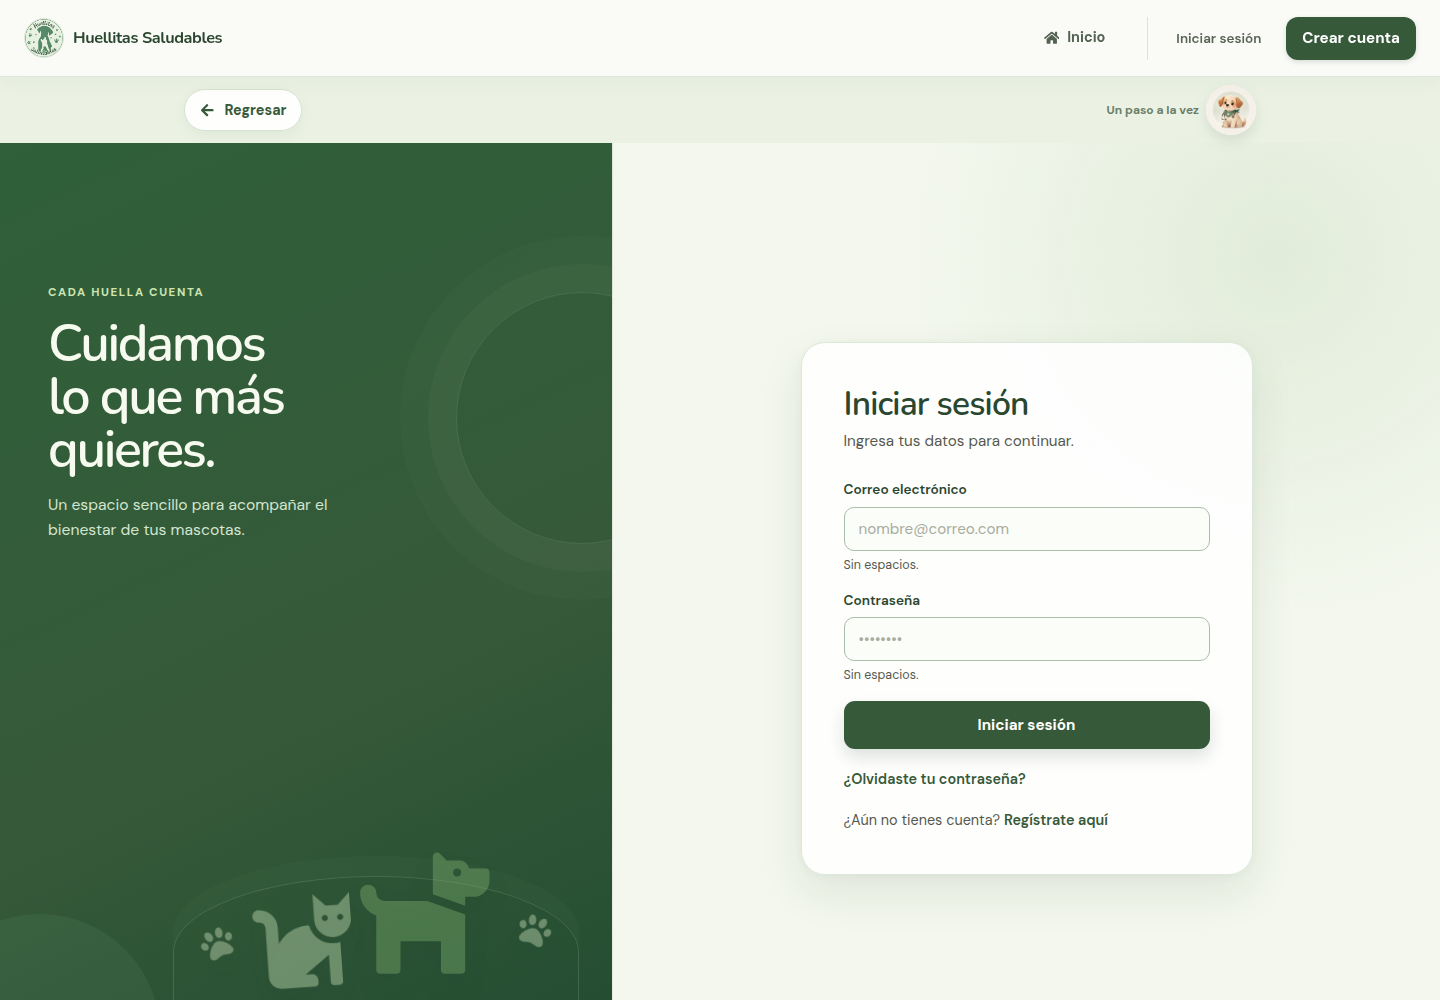 Huellitas Saludables
Inicio
Iniciar sesión
Crear cuenta
Regresar
Un paso a la vez
CADA HUELLA CUENTA
Cuidamos
lo que más
quieres.
Un espacio sencillo para acompañar el
bienestar de tus mascotas.
Iniciar sesión
Ingresa tus datos para continuar.
Correo electrónico
nombre@correo.com
Sin espacios.
Contraseña
••••••••
Sin espacios.
Iniciar sesión
¿Olvidaste tu contraseña?
¿Aún no tienes cuenta? Regístrate aquí